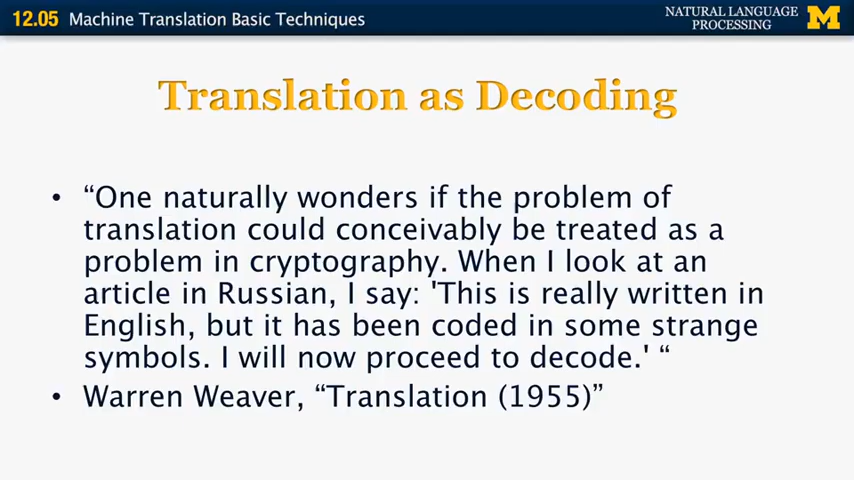 12.05 Machine Translation Basic Techniques
NATURAL LANGUAGE
PROCESSING
M
Translation as Decoding
• “One naturally wonders if the problem of
translation could conceivably be treated as a
problem in cryptography. When I look at an
article in Russian, I say: 'This is really written in
English, but it has been coded in some strange
symbols. I will now proceed to decode.' “
• Warren Weaver, “Translation (1955)”